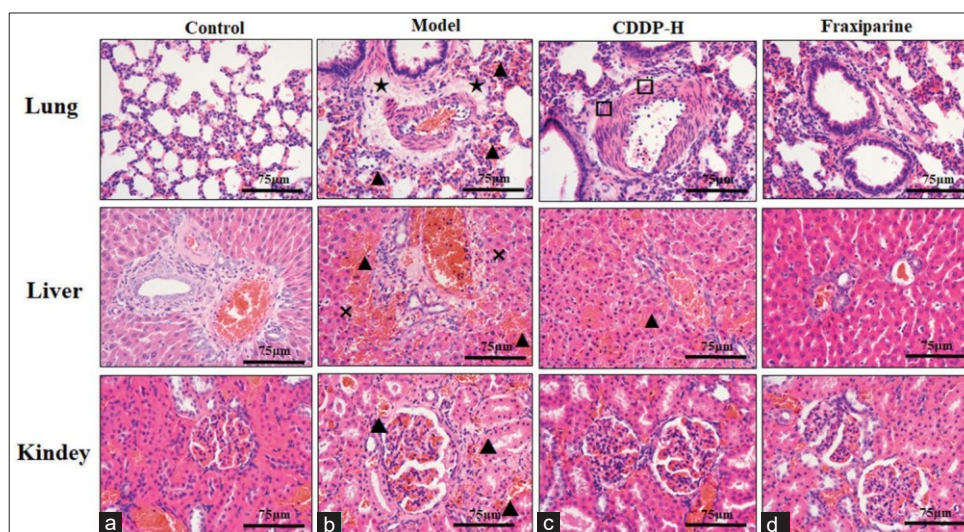 Control Model CDDP-H Fraxiparine
Lung
75μm 75μm 75μm 75μm
Liver
75μm 75μm 75μm 75μm
Kindey
75μm 75μm 75μm 75μm
a b c d